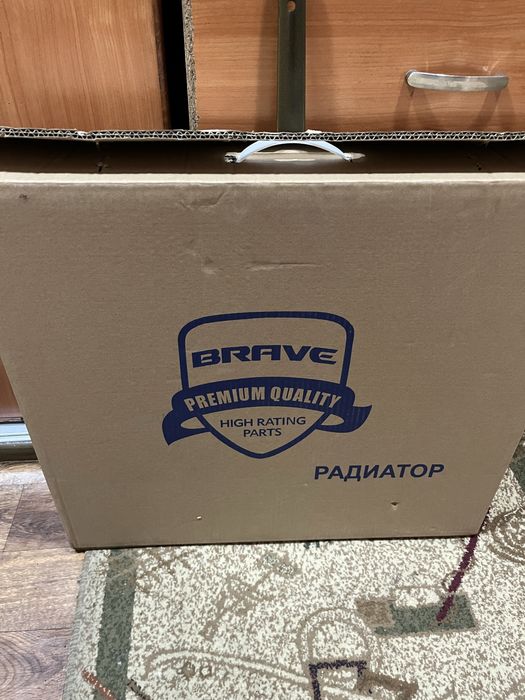 BRAVE
PREMIUM QUALITY
HIGH RATING
PARTS
РАДИАТОР